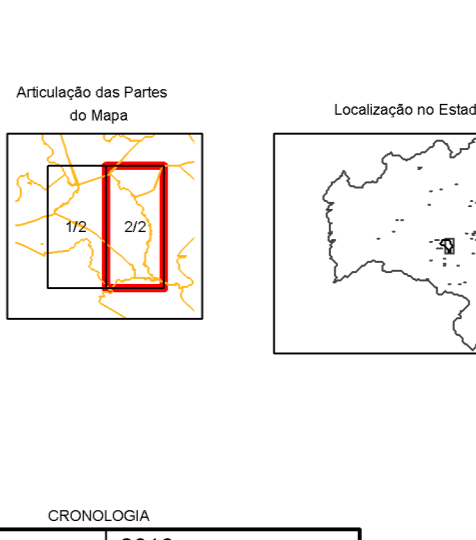 Articulação das Partes
do Mapa
1/2
2/2
Localização no Estad
CRONOLOGIA